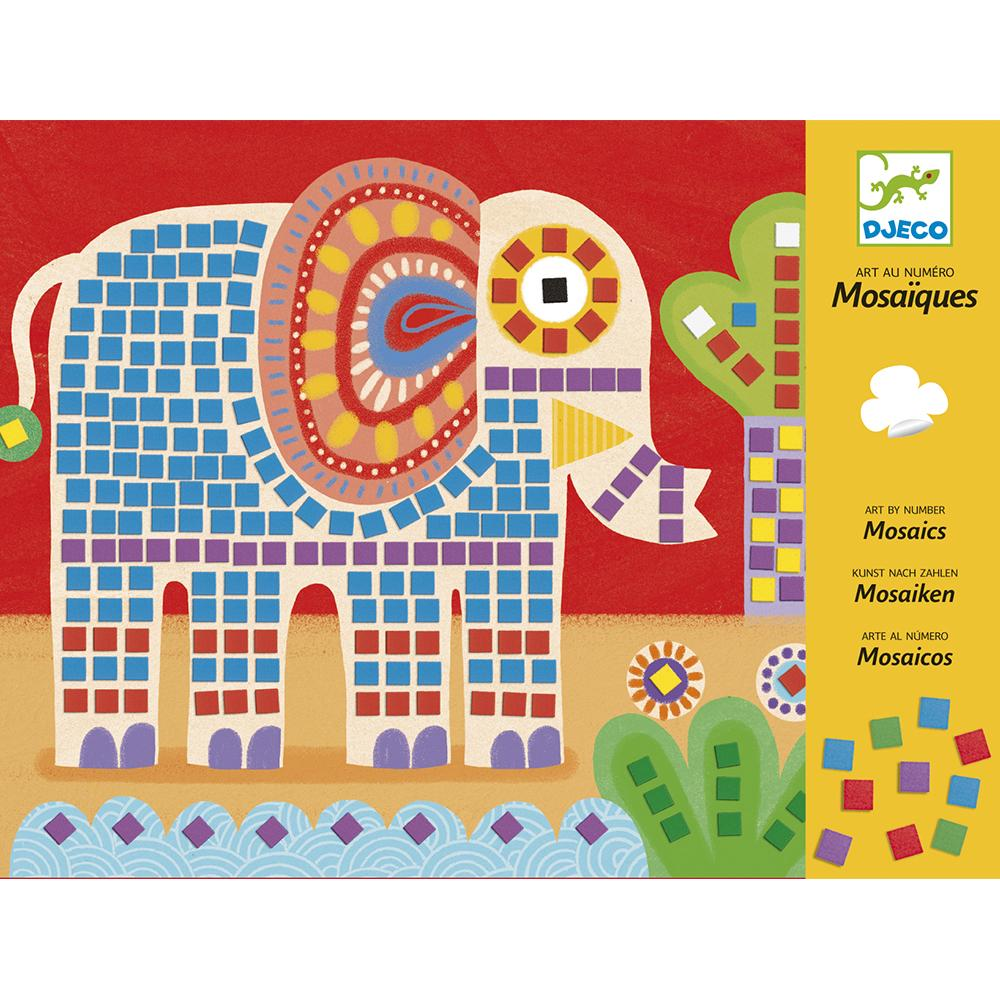 DJECO
ART AU NUMÉRO
Mosaïques
ART BY NUMBER
Mosaics
KUNST NACH ZAHLEN
Mosaiken
ARTE AL NÚMERO
Mosaicos